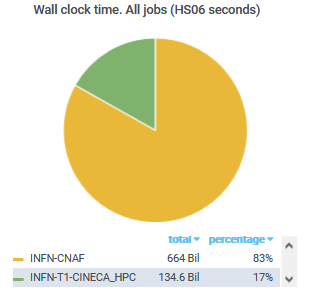 Wall clock time. All jobs (HS06 seconds)
total percentage
INFN-CNAF 664 Bil 83%
INFN-T1-CINECA_HPC 134.6 Bil 17%